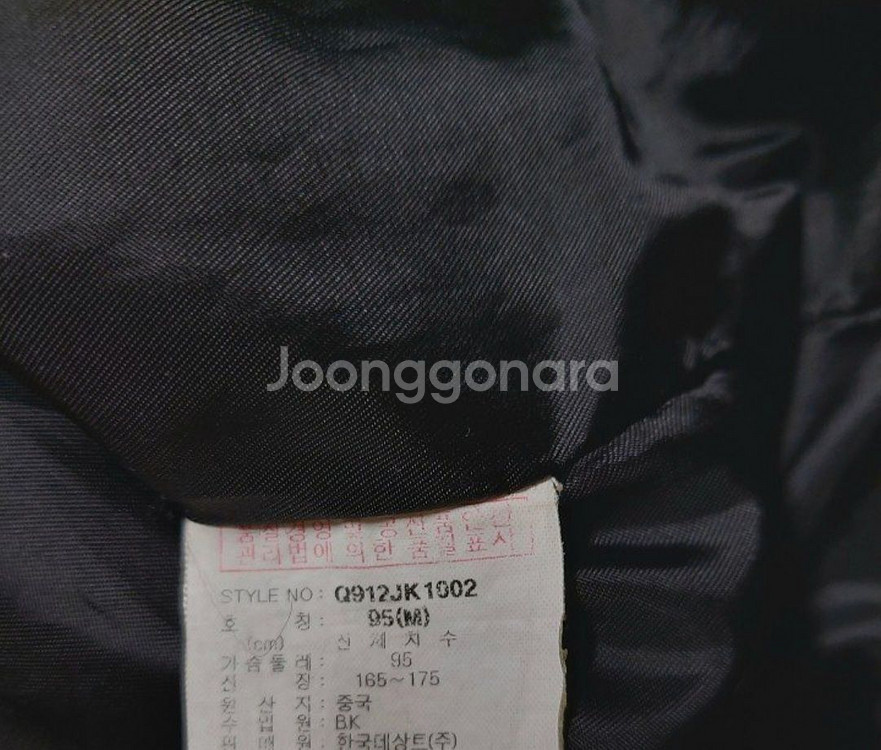 Joonggonara
품질경영 및 공산품안전
관리법에 의한 품질표시
STYLE NO : Q912JK1002
호 칭 : 95(M)
(cm) 신 체 치 수
가 슴 둘 레 : 95
신 장 : 165~175
원 산 지 : 중국
수 입 원 : B.K
판 매 원 : 한국데상트(주)